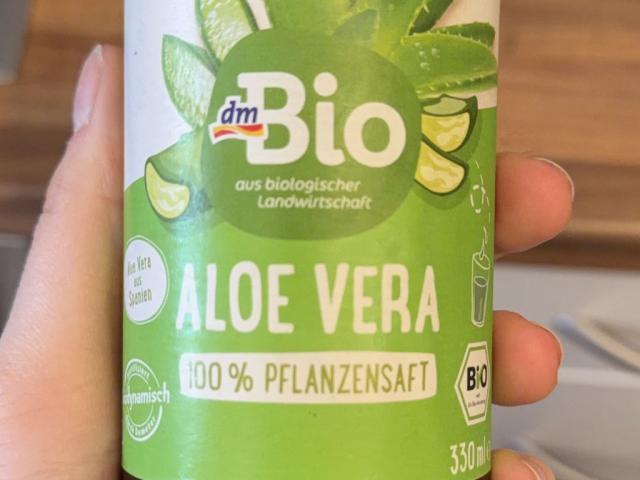 dm Bio
aus biologischer
Landwirtschaft
Aloe Vera
aus
Spanien
ALOE VERA
100 % PFLANZENSAFT
BiO
330 ml